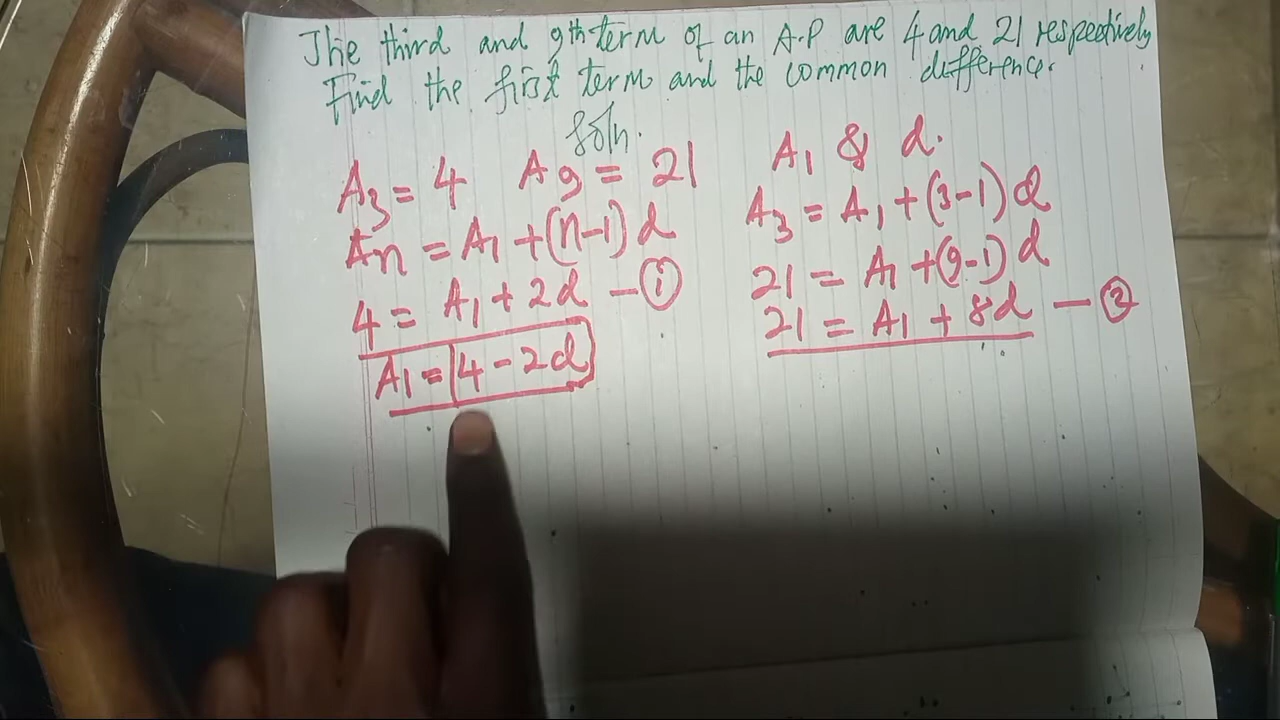 The third and 9th term of an A.P are 4 and 21 respectively
Find the first term and the common difference.
Soln.
A3 = 4 A9 = 21
An = A1 + (n-1)d
4 = A1 + 2d - ①
A1 = 4 - 2d
A1 & d.
A3 = A1 + (3-1)d
21 = A1 + (9-1)d
21 = A1 + 8d - ②